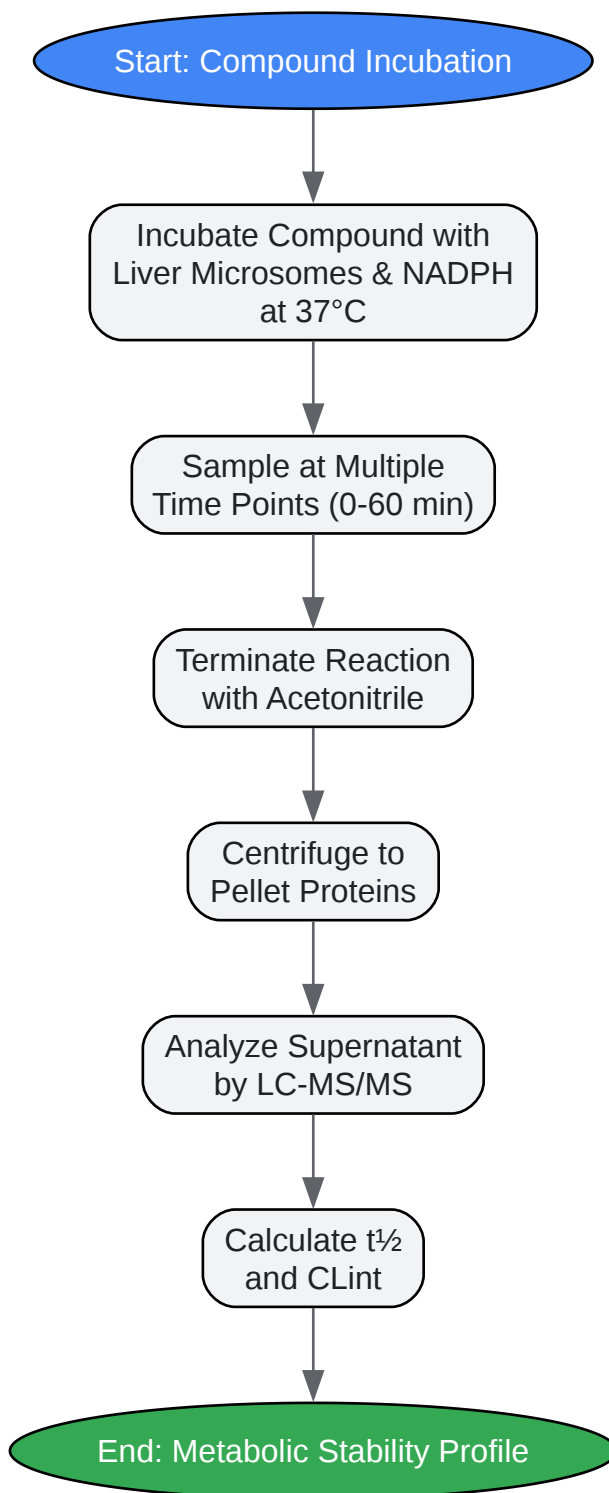 Start: Compound Incubation
Incubate Compound with
Liver Microsomes & NADPH
at 37°C
Sample at Multiple
Time Points (0-60 min)
Terminate Reaction
with Acetonitrile
Centrifuge to
Pellet Proteins
Analyze Supernatant
by LC-MS/MS
Calculate t½
and CLint
End: Metabolic Stability Profile